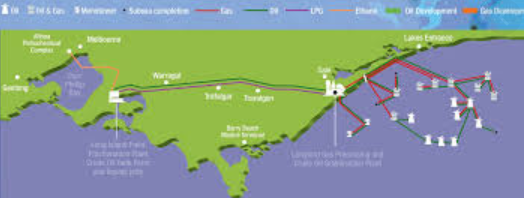 Oil
Oil & Gas
Monotower
Subsea completion
Gas
Oil
LPG
Ethane
Oil Development
Gas Discovery
Altona
Petrochemical
Complex
Melbourne
Lakes Entrance
Geelong
Port
Phillip
Bay
Warragul
Sale
Trafalgar
Traralgon
Barry Beach
Marine Terminal
Long Island Point
Fractionation Plant
Crude Oil Tank Farm
and liquids jetty
Longford Gas Processing and
Crude Oil Stabilisation Plant